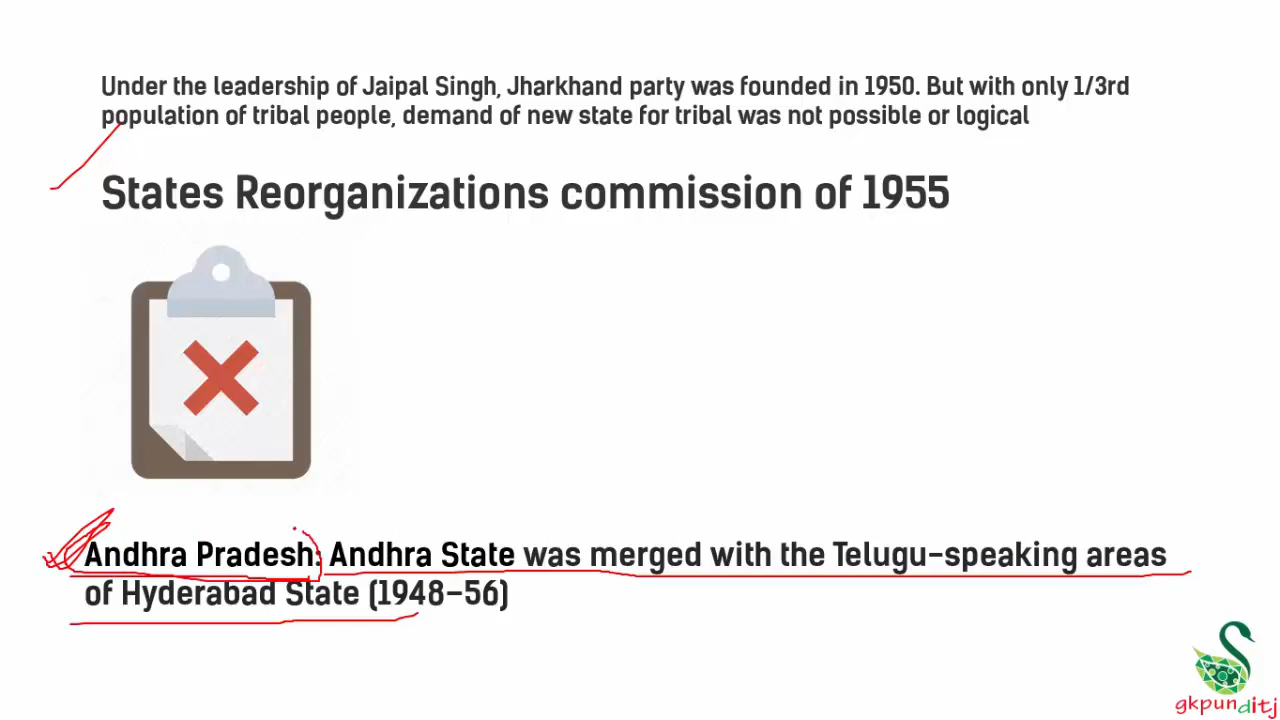 Under the leadership of Jaipal Singh, Jharkhand party was founded in 1950. But with only 1/3rd
population of tribal people, demand of new state for tribal was not possible or logical
States Reorganizations commission of 1955
Andhra Pradesh: Andhra State was merged with the Telugu-speaking areas
of Hyderabad State (1948-56)
gkpunditj